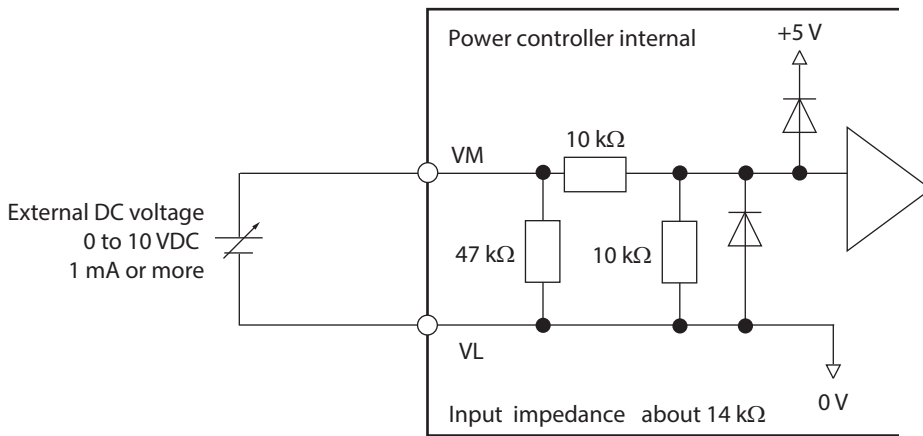 Power controller internal
+5 V
10 kΩ
VM
External DC voltage
0 to 10 VDC
1 mA or more
47 kΩ
10 kΩ
VL
0 V
Input impedance about 14 kΩ